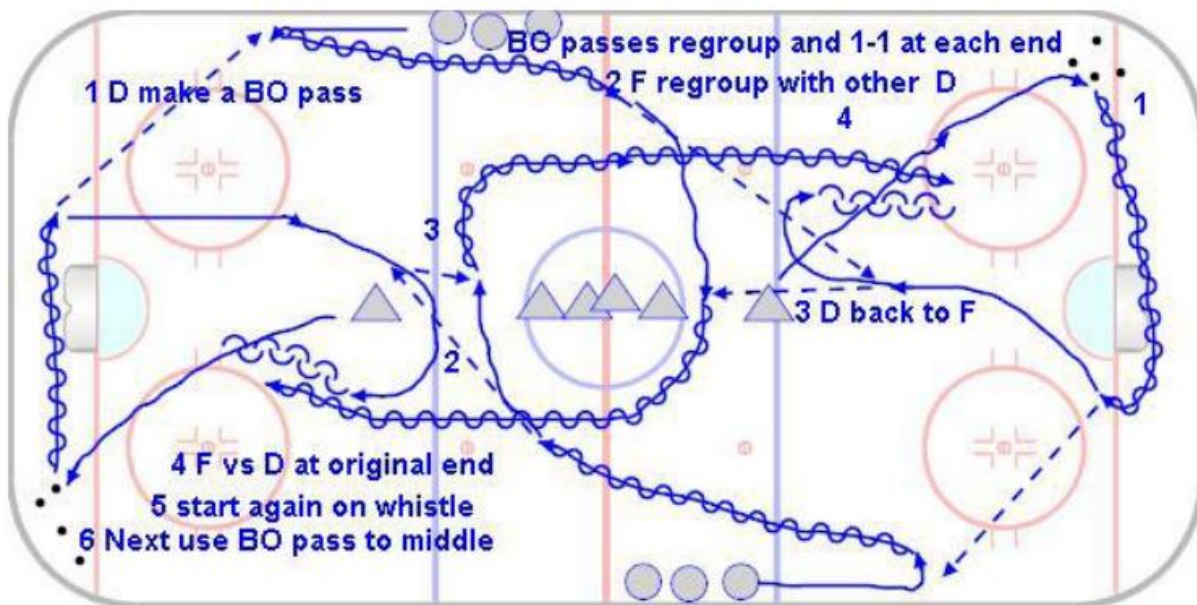 BO passes regroup and 1-1 at each end
1 D make a BO pass
2 F regroup with other D
4
1
3
3 D back to F
2
4 F vs D at original end
5 start again on whistle
6 Next use BO pass to middle